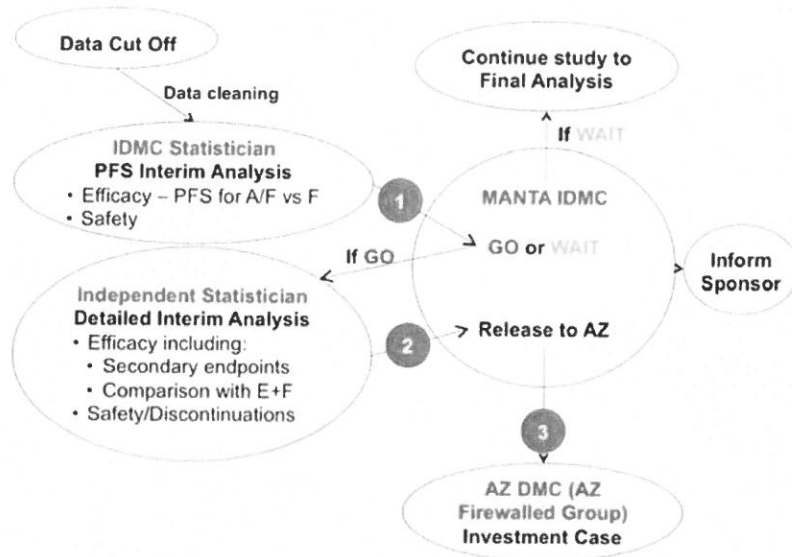 Data Cut Off
Data cleaning
IDMC Statistician
PFS Interim Analysis
• Efficacy – PFS for A/F vs F
• Safety
1
If GO
Independent Statistician
Detailed Interim Analysis
• Efficacy including:
• Secondary endpoints
• Comparison with E+F
• Safety/Discontinuations
2
Continue study to
Final Analysis
If WAIT
MANTA IDMC
GO or WAIT
Release to AZ
Inform
Sponsor
3
AZ DMC (AZ
Firewalled Group)
Investment Case